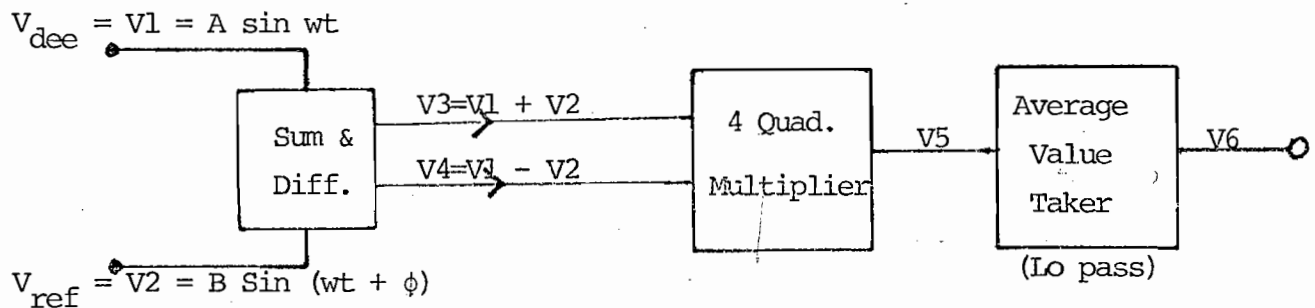 V_dee = V1 = A sin wt
Sum &
Diff.
V3=V1 + V2
V4=V1 - V2
4 Quad.
Multiplier
V5
Average
Value
Taker
(Lo pass)
V6
V_ref = V2 = B Sin (wt + ϕ)